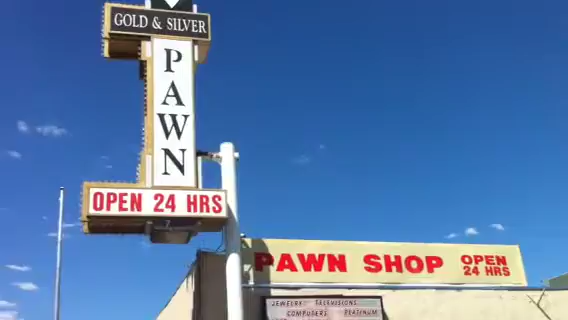 GOLD & SILVER
PAWN
OPEN 24 HRS
PAWN SHOP
OPEN
24 HRS
JEWELRY TELEVISIONS
COMPUTERS PLATINUM